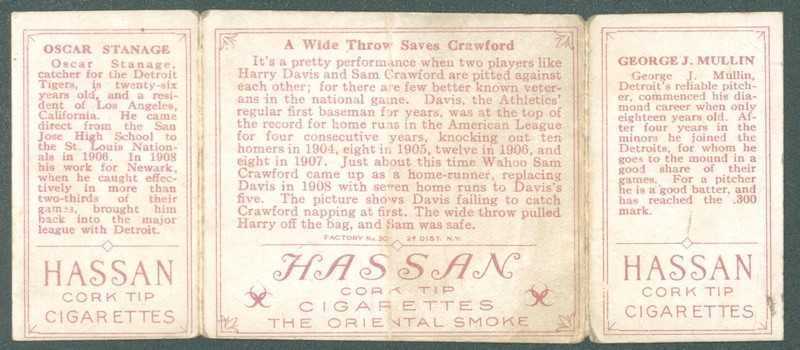 OSCAR STANAGE
Oscar Stanage,
catcher for the Detroit
Tigers, is twenty-six
years old, and a resi-
dent of Los Angeles,
California. He came
direct from the San
Jose High School to
the St. Louis Nation-
als in 1906. In 1908
his work for Newark,
when he caught effec-
tively in more than
two-thirds of their
games, brought him
back into the major
league with Detroit.
HASSAN
CORK TIP
CIGARETTES
A Wide Throw Saves Crawford
It's a pretty performance when two players like
Harry Davis and Sam Crawford are pitted against
each other; for there are few better known veter-
ans in the national game. Davis, the Athletics'
regular first baseman for years, was at the top of
the record for home runs in the American League
for four consecutive years, knocking out ten
homers in 1904, eight in 1905, twelve in 1906, and
eight in 1907. Just about this time Wahoo Sam
Crawford came up as a home-runner, replacing
Davis in 1908 with seven home runs to Davis's
five. The picture shows Davis failing to catch
Crawford napping at first. The wide throw pulled
Harry off the bag, and Sam was safe.
FACTORY No. 30 2d DIST. N.Y.
HASSAN
CORK TIP
CIGARETTES
THE ORIENTAL SMOKE
GEORGE J. MULLIN
George J. Mullin,
Detroit's reliable pitch-
er, commenced his dia-
mond career when only
eighteen years old. Af-
ter four years in the
minors he joined the
Detroits, for whom he
goes to the mound in a
good share of their
games. For a pitcher
he is a good batter, and
has reached the .300
mark.
HASSAN
CORK TIP
CIGARETTES